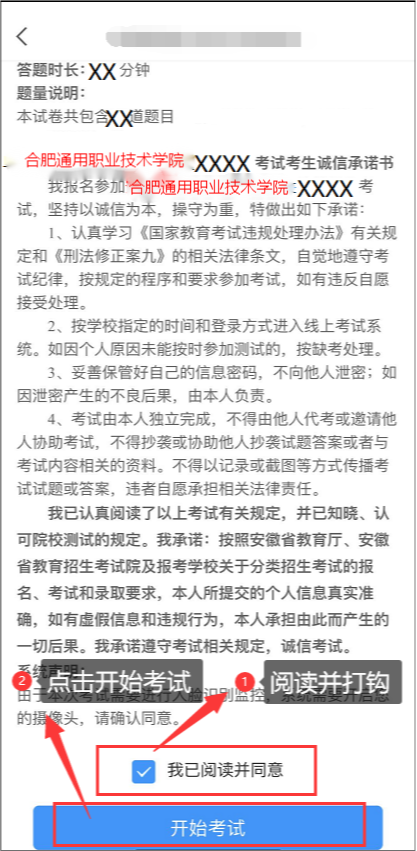 答题时长：XX 分钟
题量说明：
本试卷共包含XX道题目
合肥通用职业技术学院 XXXX 考试考生诚信承诺书
我报名参加合肥通用职业技术学院 XXXX 考
试，坚持以诚信为本，操守为重，特做出如下承诺：
1、认真学习《国家教育考试违规处理办法》有关规
定和《刑法修正案九》的相关法律条文，自觉地遵守考
试纪律，按规定的程序和要求参加考试，如有违反自愿
接受处理。
2、按学校指定的时间和登录方式进入线上考试系
统。如因个人原因未能按时参加测试的，按缺考处理。
3、妥善保管好自己的信息密码，不向他人泄密；如
因泄密产生的不良后果，由本人负责。
4、考试由本人独立完成，不得由他人代考或邀请他
人协助考试，不得抄袭或协助他人抄袭试题答案或者与
考试内容相关的资料。不得以记录或截图等方式传播考
试试题或答案，违者自愿承担相关法律责任。
我已认真阅读了以上考试有关规定，并已知晓、认
可院校测试的规定。我承诺：按照安徽省教育厅、安徽
省教育招生考试院及报考学校关于分类招生考试的报
名、考试和录取要求，本人所提交的个人信息真实准
确，如有虚假信息和违规行为，本人承担由此而产生的
一切后果。我承诺遵守考试相关规定，诚信考试。
系统声明：
2 点击开始考试
1 阅读并打钩
由于本次考试需要进行人脸识别监控，系统需要开启您
的摄像头，请确认同意。
我已阅读并同意
开始考试